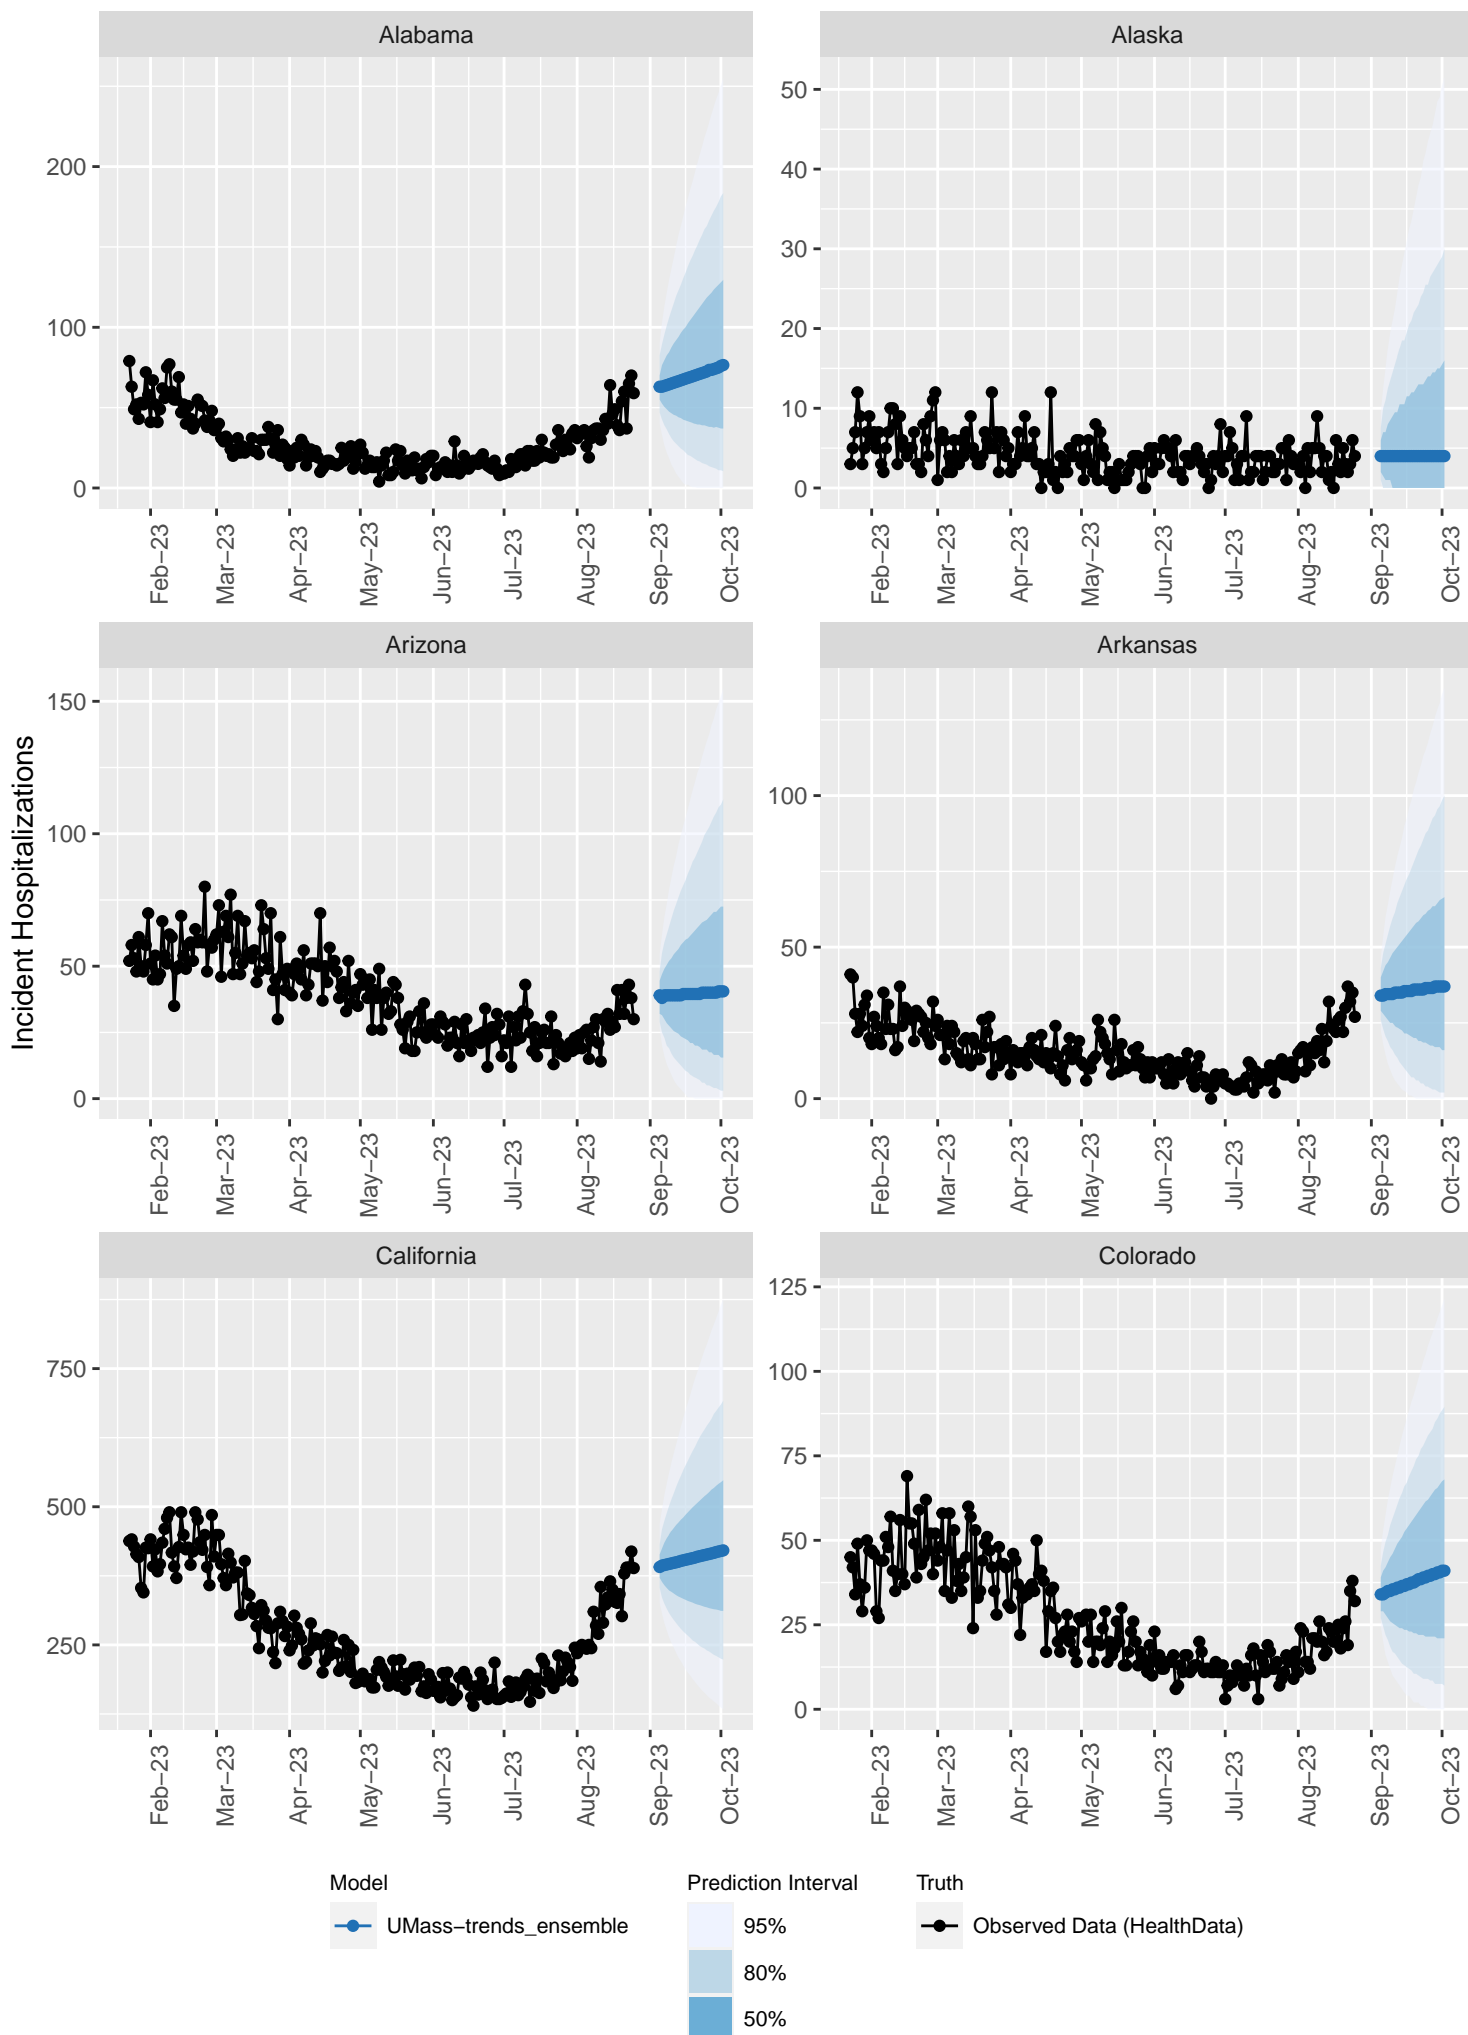 Alabama
Alaska
200
100
0
50
40
30
20
10
0
Feb−23
Mar−23
Apr−23
May−23
Jun−23
Jul−23
Aug−23
Sep−23
Oct−23
Feb−23
Mar−23
Apr−23
May−23
Jun−23
Jul−23
Aug−23
Sep−23
Oct−23
Incident Hospitalizations
Arizona
Arkansas
150
100
50
0
100
50
0
Feb−23
Mar−23
Apr−23
May−23
Jun−23
Jul−23
Aug−23
Sep−23
Oct−23
Feb−23
Mar−23
Apr−23
May−23
Jun−23
Jul−23
Aug−23
Sep−23
Oct−23
California
Colorado
750
500
250
125
100
75
50
25
0
Feb−23
Mar−23
Apr−23
May−23
Jun−23
Jul−23
Aug−23
Sep−23
Oct−23
Feb−23
Mar−23
Apr−23
May−23
Jun−23
Jul−23
Aug−23
Sep−23
Oct−23
Model
UMass−trends_ensemble
Prediction Interval
95%
80%
50%
Truth
Observed Data (HealthData)